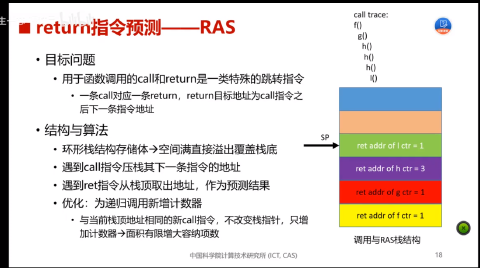 return指令预测——RAS
• 目标问题
• 用于函数调用的call和return是一类特殊的跳转指令
• 一条call对应一条return，return目标地址为call指令之
后下一条指令地址
• 结构与算法
• 环形栈结构存储体→空间满直接溢出覆盖栈底
• 遇到call指令压栈其下一条指令的地址
• 遇到ret指令从栈顶取出地址，作为预测结果
• 优化：为递归调用新增计数器
• 与当前栈顶地址相同的新call指令，不改变栈指针，只增
加计数器→面积有限增大容纳项数
call trace:
f()
g()
h()
h()
h()
l()
SP
ret addr of l ctr = 1
ret addr of h ctr = 3
ret addr of g ctr = 1
ret addr of f ctr = 1
调用与RAS栈结构
中国科学院计算技术研究所 (ICT, CAS)
18